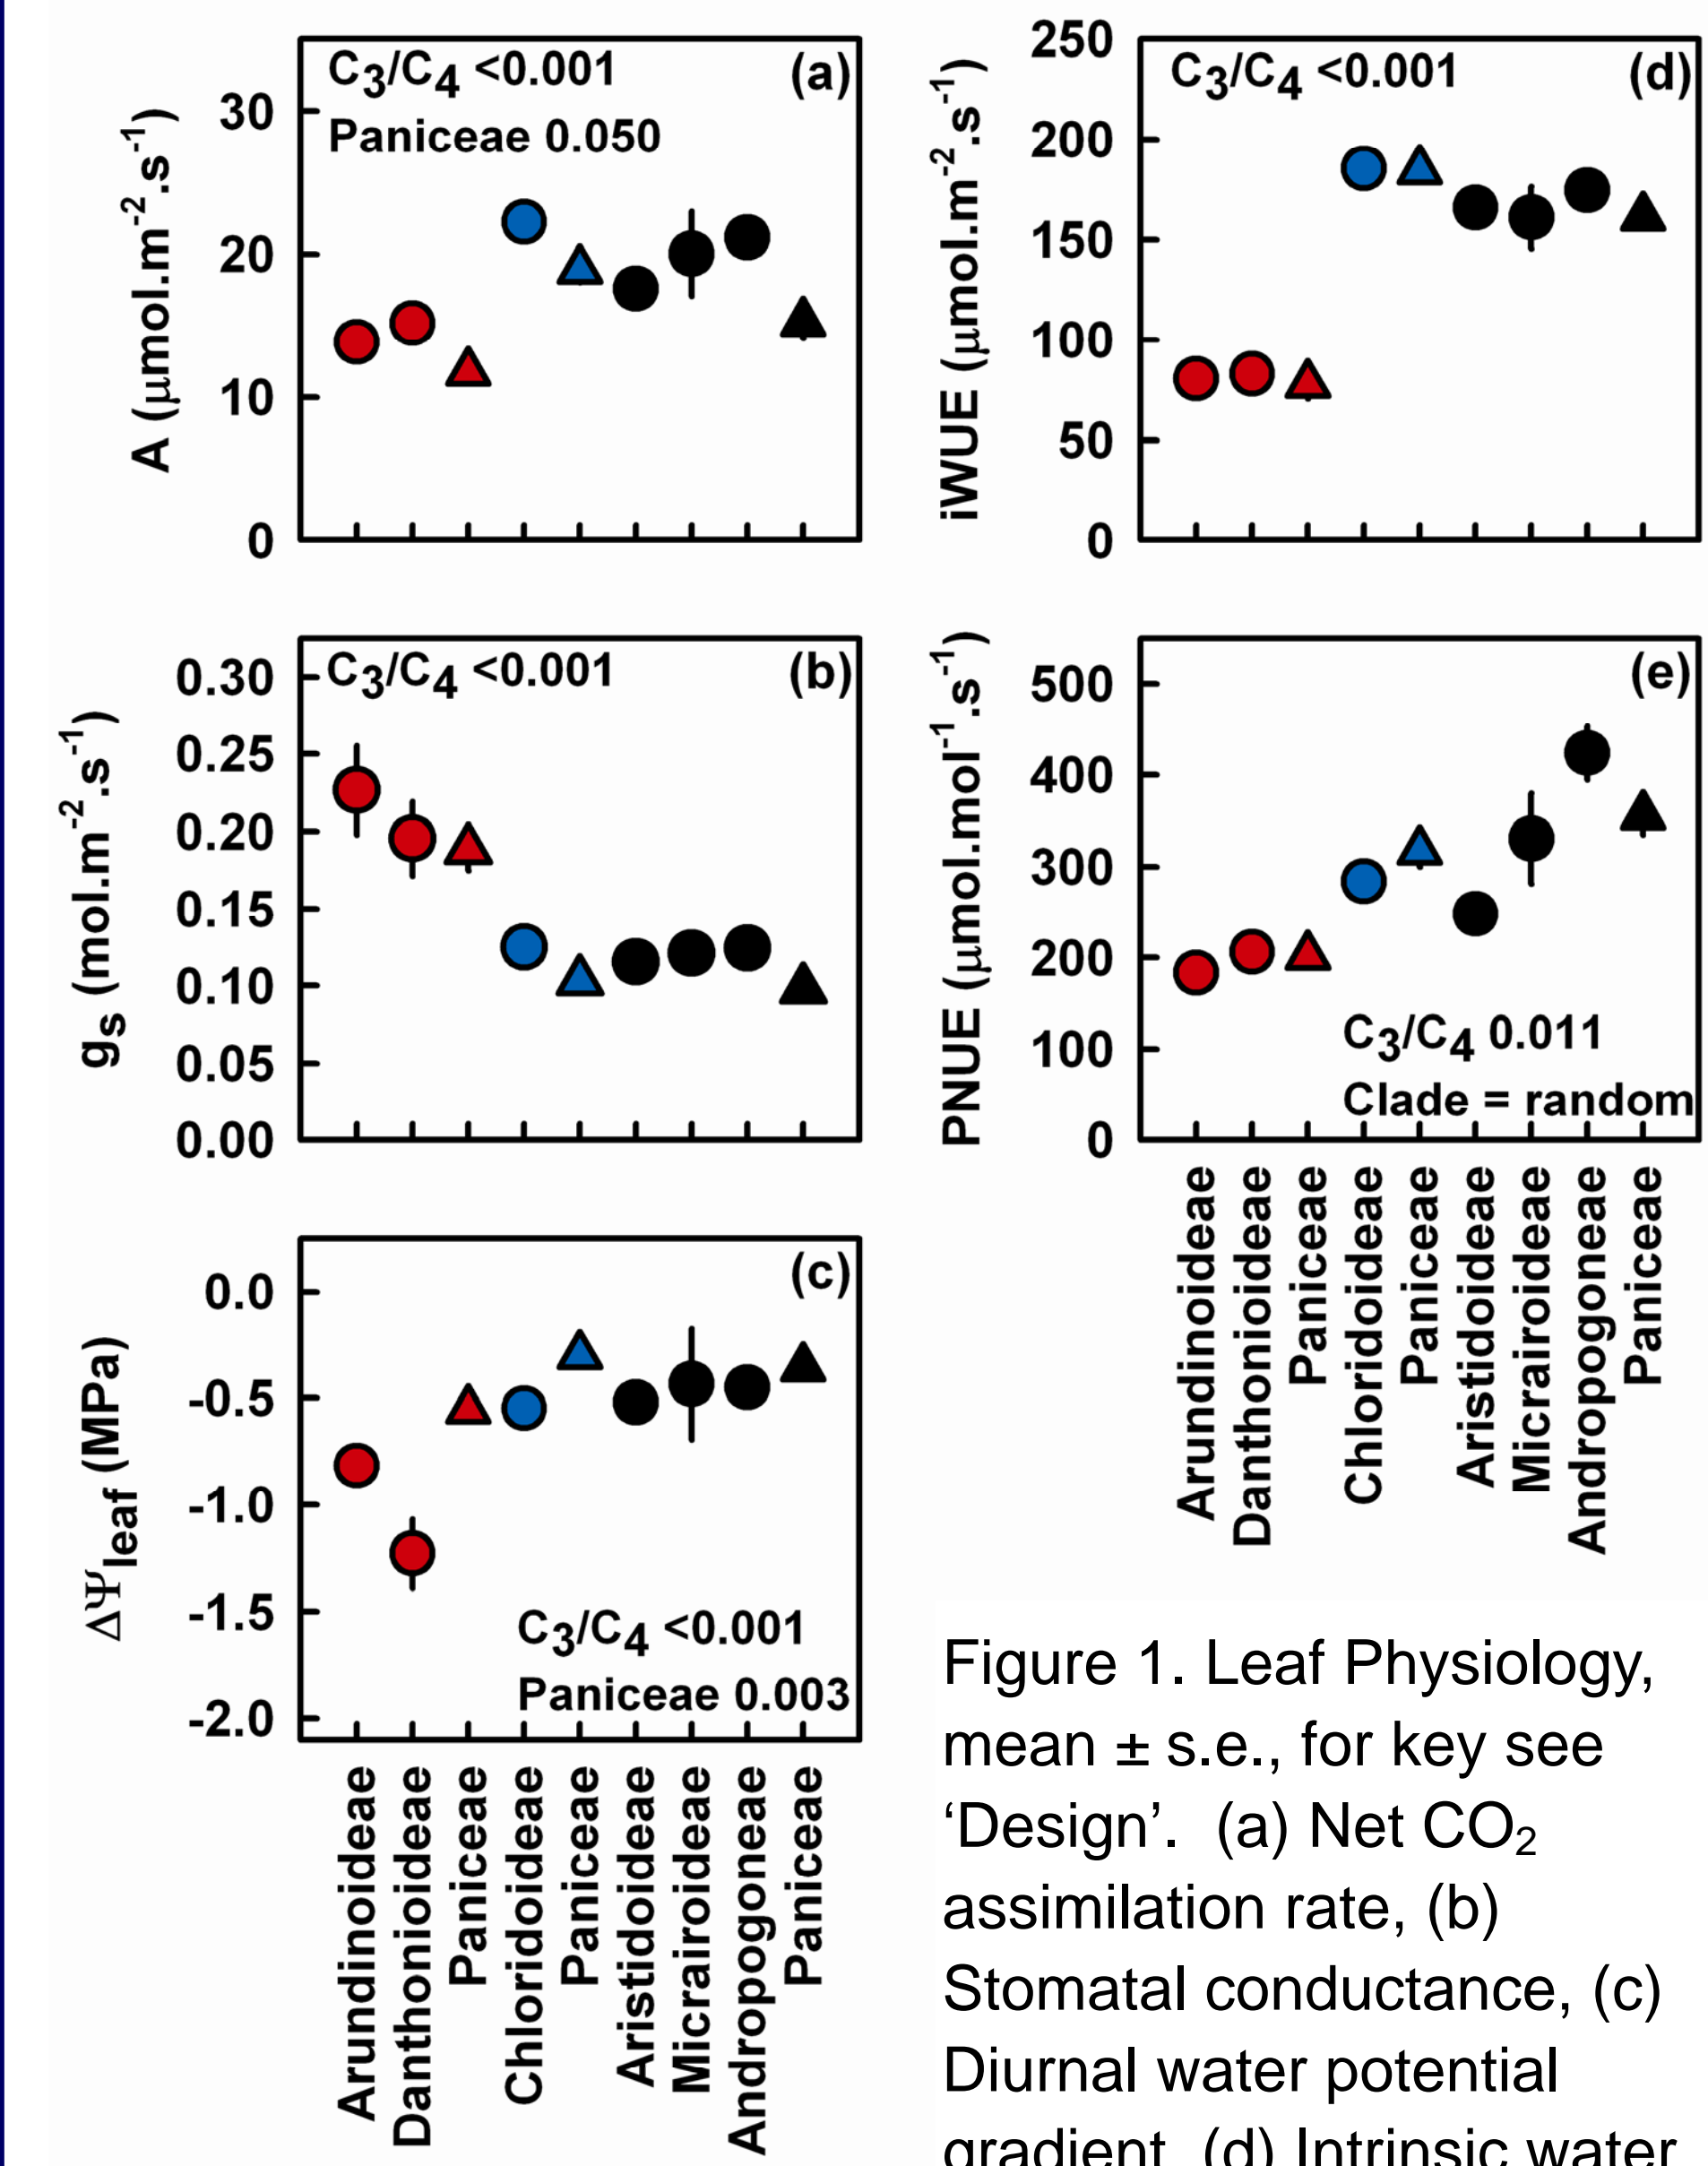 C3/C4 <0.001
(a)
Paniceae 0.050
A (μmol.m-2.s-1)
30
20
10
0
C3/C4 <0.001
(d)
iWUE (μmol.m-2.s-1)
250
200
150
100
50
0
C3/C4 <0.001
(b)
gs (mol.m-2.s-1)
0.30
0.25
0.20
0.15
0.10
0.05
0.00
(e)
PNUE (μmol.mol-1.s-1)
500
400
300
200
100
0
C3/C4 0.011
Clade = random
Arundinoideae
Danthonioideae
Paniceae
Chloridoideae
Paniceae
Aristidoideae
Micrairoideae
Andropogoneae
Paniceae
(c)
ΔΨleaf (MPa)
0.0
-0.5
-1.0
-1.5
-2.0
C3/C4 <0.001
Paniceae 0.003
Arundinoideae
Danthonioideae
Paniceae
Chloridoideae
Paniceae
Aristidoideae
Micrairoideae
Andropogoneae
Paniceae
Figure 1. Leaf Physiology,
mean ± s.e., for key see
‘Design’. (a) Net CO2
assimilation rate, (b)
Stomatal conductance, (c)
Diurnal water potential
gradient, (d) Intrinsic water